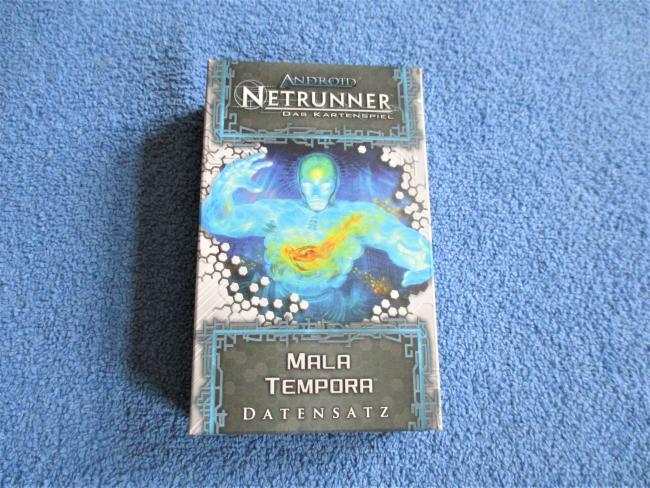 ANDROID
NETRUNNER
DAS KARTENSPIEL
MALA
TEMPORA
DATENSATZ